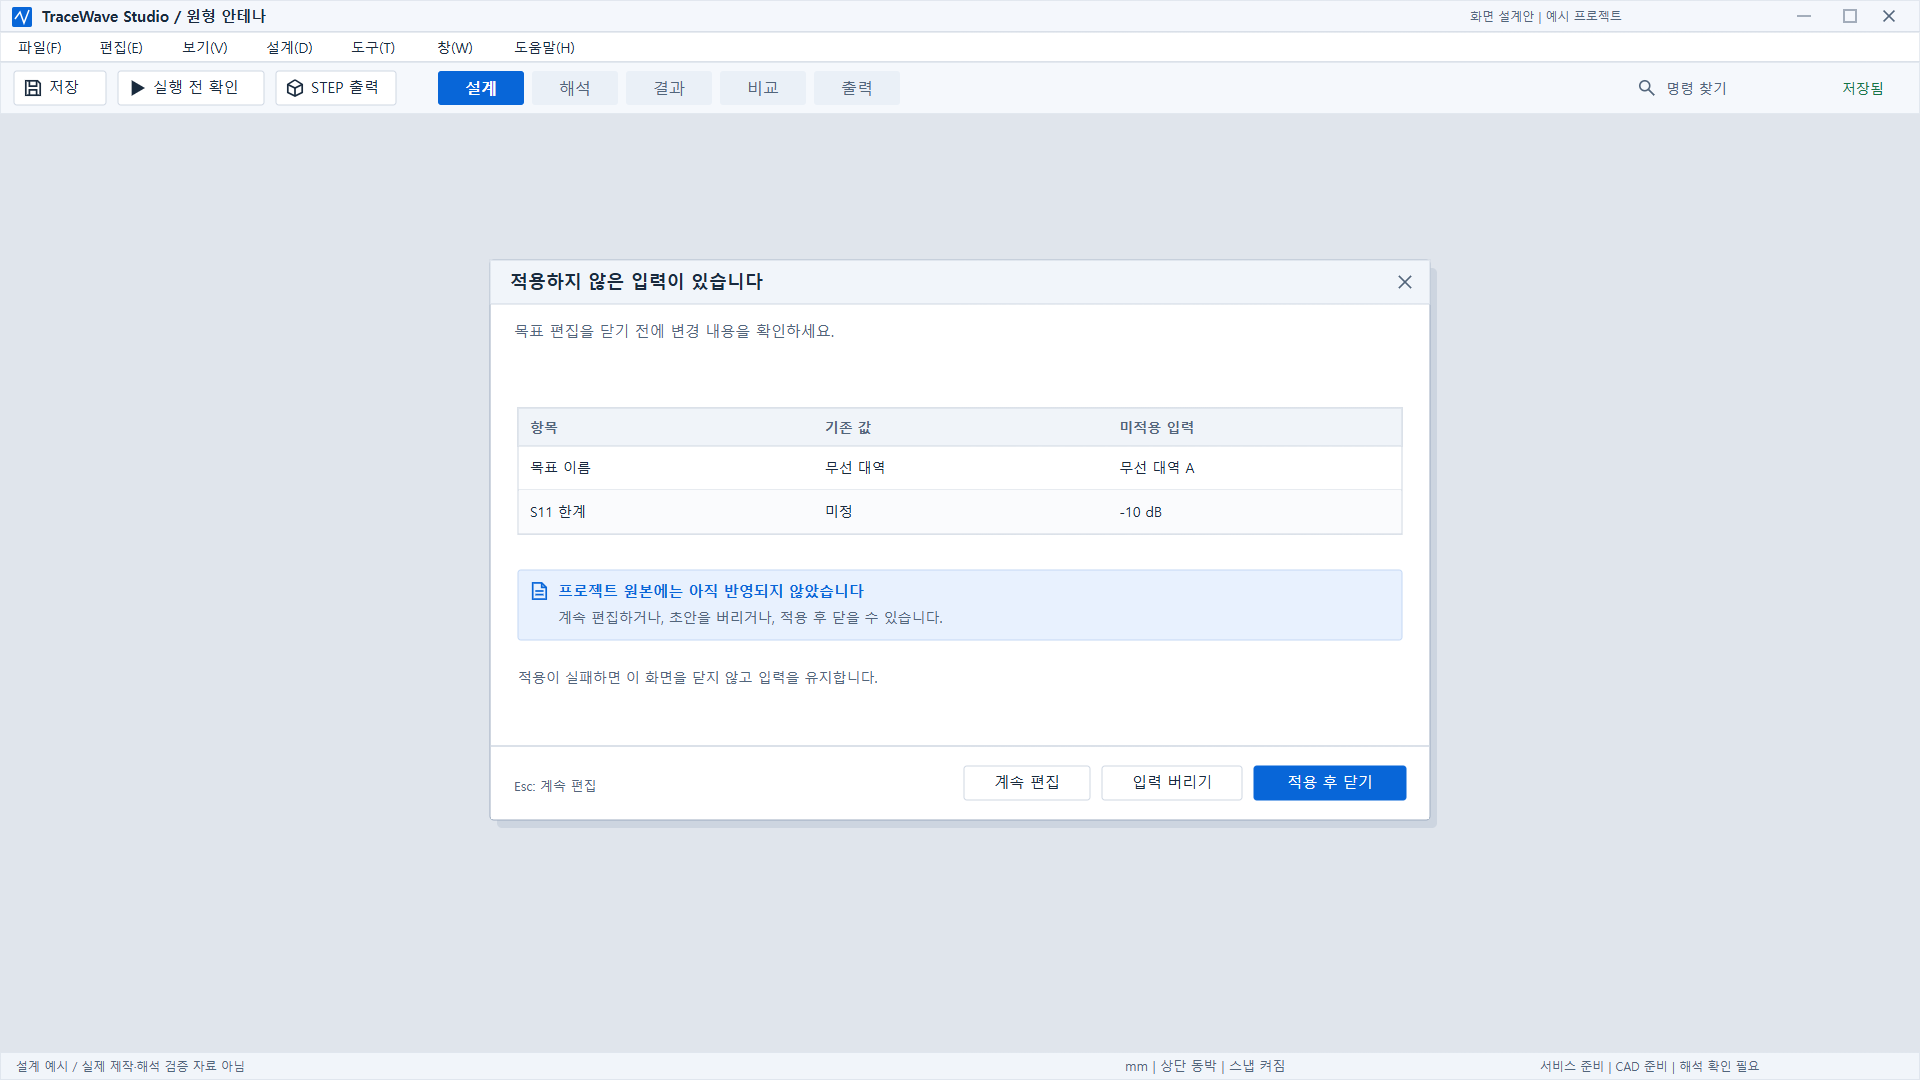 TraceWave Studio / 원형 안테나
화면 설계안 | 예시 프로젝트
파일(F) 편집(E) 보기(V) 설계(D) 도구(T) 창(W) 도움말(H)
저장 실행 전 확인 STEP 출력 설계 해석 결과 비교 출력 명령 찾기 저장됨
적용하지 않은 입력이 있습니다
목표 편집을 닫기 전에 변경 내용을 확인하세요.
항목 기존 값 미적용 입력
목표 이름 무선 대역 무선 대역 A
S11 한계 미정 -10 dB
프로젝트 원본에는 아직 반영되지 않았습니다
계속 편집하거나, 초안을 버리거나, 적용 후 닫을 수 있습니다.
적용이 실패하면 이 화면을 닫지 않고 입력을 유지합니다.
Esc: 계속 편집 계속 편집 입력 버리기 적용 후 닫기
설계 예시 / 실제 제작·해석 검증 자료 아님 mm | 상단 동박 | 스냅 켜짐 서비스 준비 | CAD 준비 | 해석 확인 필요